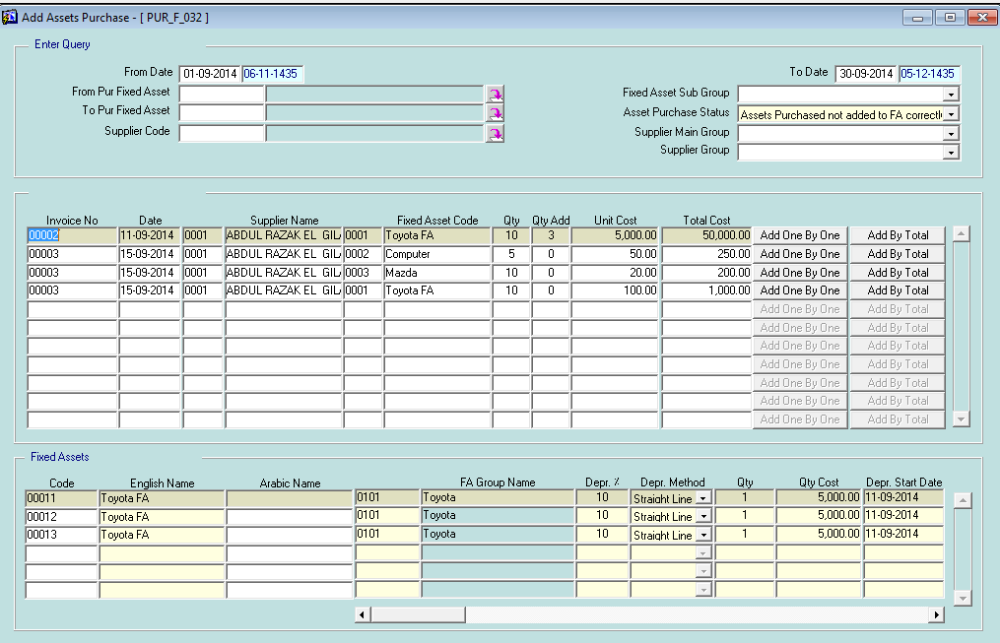 Add Assets Purchase - [ PUR_F_032 ]
Enter Query
From Date 01-09-2014 06-11-1435 To Date 30-09-2014 05-12-1435
From Pur Fixed Asset Fixed Asset Sub Group
To Pur Fixed Asset Asset Purchase Status Assets Purchased not added to FA correctl
Supplier Code Supplier Main Group
Supplier Group
Invoice No Date Supplier Name Fixed Asset Code Qty Qty Add Unit Cost Total Cost
00002 11-09-2014 0001 ABDUL RAZAK EL GIL 0001 Toyota FA 10 3 5,000.00 50,000.00 Add One By One Add By Total
00003 15-09-2014 0001 ABDUL RAZAK EL GIL 0002 Computer 5 0 50.00 250.00 Add One By One Add By Total
00003 15-09-2014 0001 ABDUL RAZAK EL GIL 0003 Mazda 10 0 20.00 200.00 Add One By One Add By Total
00003 15-09-2014 0001 ABDUL RAZAK EL GIL 0001 Toyota FA 10 0 100.00 1,000.00 Add One By One Add By Total
Add One By One Add By Total
Add One By One Add By Total
Add One By One Add By Total
Add One By One Add By Total
Add One By One Add By Total
Add One By One Add By Total
Add One By One Add By Total
Fixed Assets
Code English Name Arabic Name FA Group Name Depr. % Depr. Method Qty Qty Cost Depr. Start Date
00011 Toyota FA 0101 Toyota 10 Straight Line 1 5,000.00 11-09-2014
00012 Toyota FA 0101 Toyota 10 Straight Line 1 5,000.00 11-09-2014
00013 Toyota FA 0101 Toyota 10 Straight Line 1 5,000.00 11-09-2014